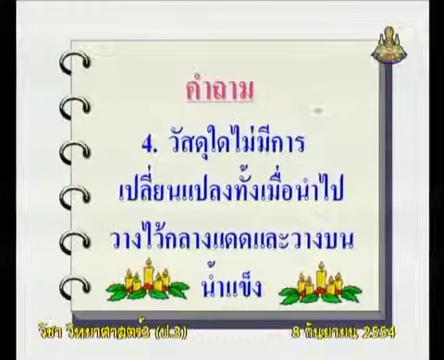 คำถาม
4. วัสดุใดไม่มีการ
เปลี่ยนแปลงทั้งเมื่อนำไป
วางไว้กลางแดดและวางบน
น้ำแข็ง
วิชา วิทยาศาสตร์3 (ป.3)
8 กันยายน 2554